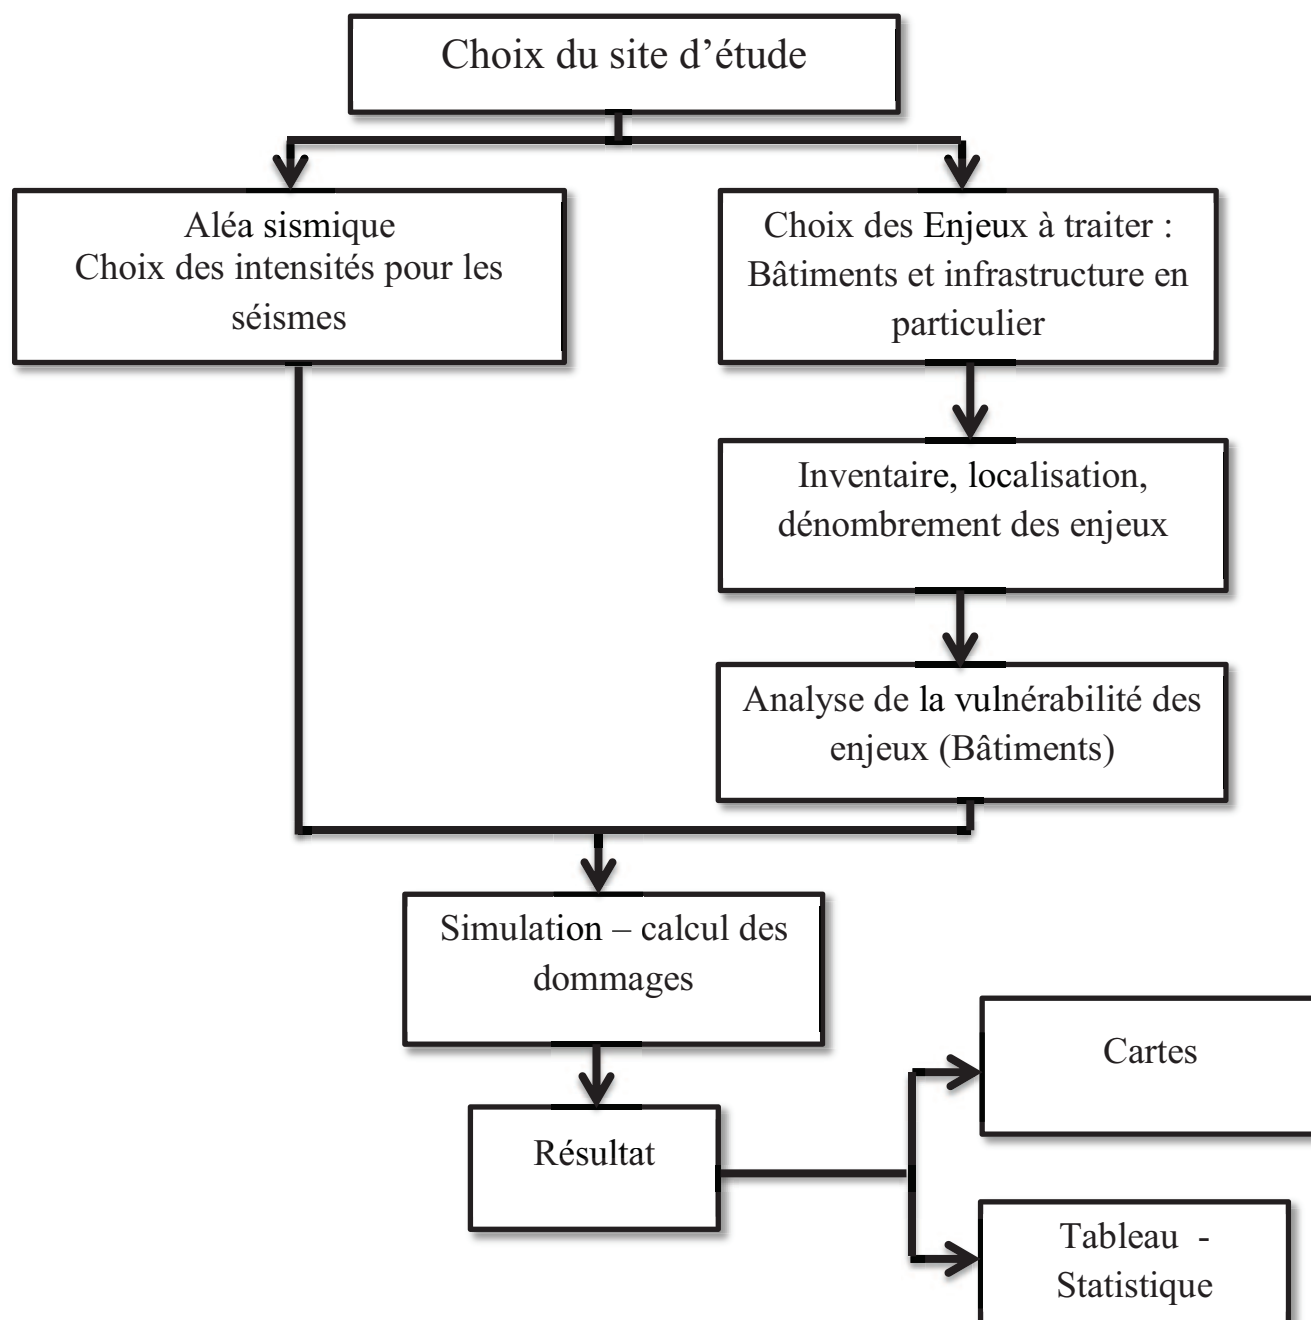 Choix du site d’étude
Aléa sismique
Choix des intensités pour les
séismes
Choix des Enjeux à traiter :
Bâtiments et infrastructure en
particulier
Inventaire, localisation,
dénombrement des enjeux
Analyse de la vulnérabilité des
enjeux (Bâtiments)
Simulation – calcul des
dommages
Résultat
Cartes
Tableau -
Statistique